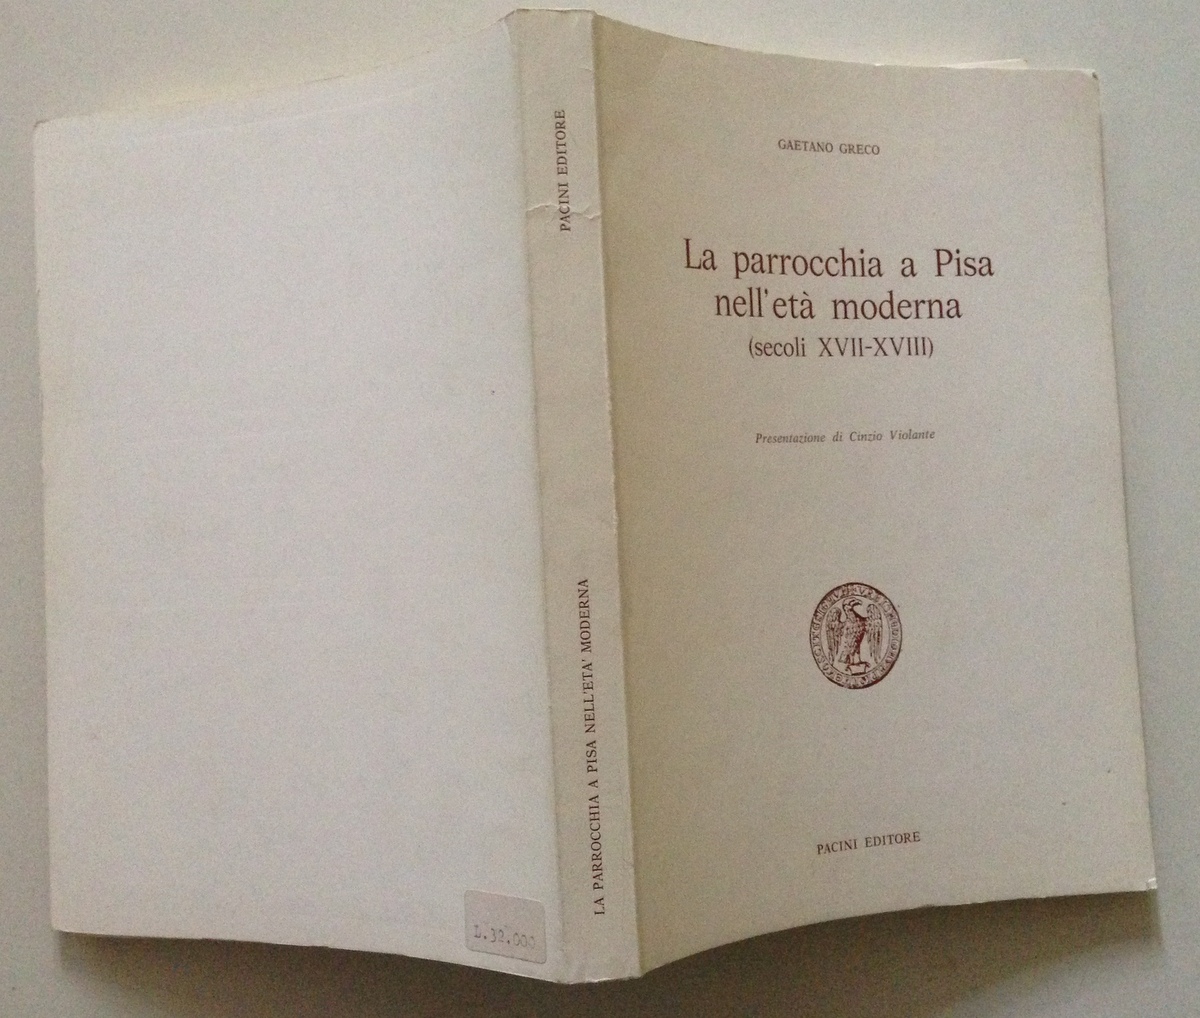 GAETANO GRECO
La parrocchia a Pisa
nell'età moderna
(secoli XVII-XVIII)
Presentazione di Cinzio Violante
PACINI EDITORE
PACINI EDITORE
LA PARROCCHIA A PISA NELL'ETA' MODERNA
L.32.000